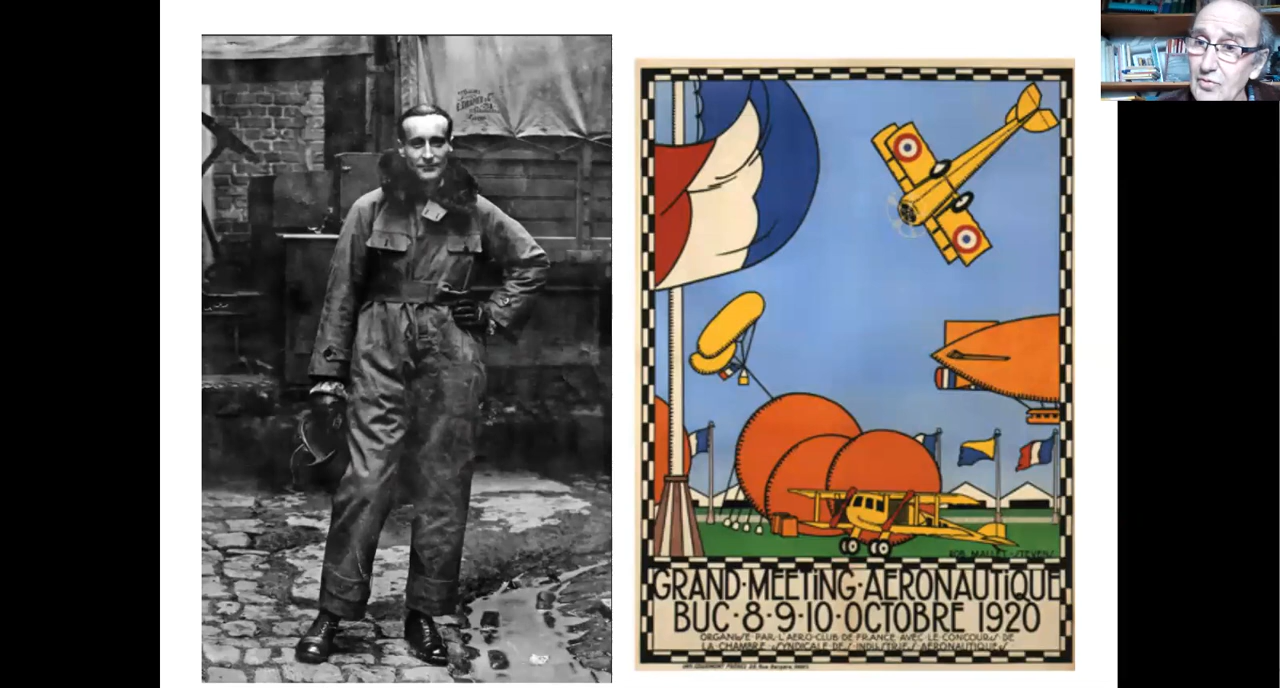 ROB MALLET-STEVENS
GRAND·MEETiNG·AERONAUTiQUE
BUC·8·9·10·OCTOBRE 1920
ORGANISE·PAR·L'AERO-CLUB·DE·FRANCE·AVEC·LE·CONCOURS·DE
LA·CHAMBRE·SYNDICALE·DES·INDUSTRIES·AERONAUTIQUES